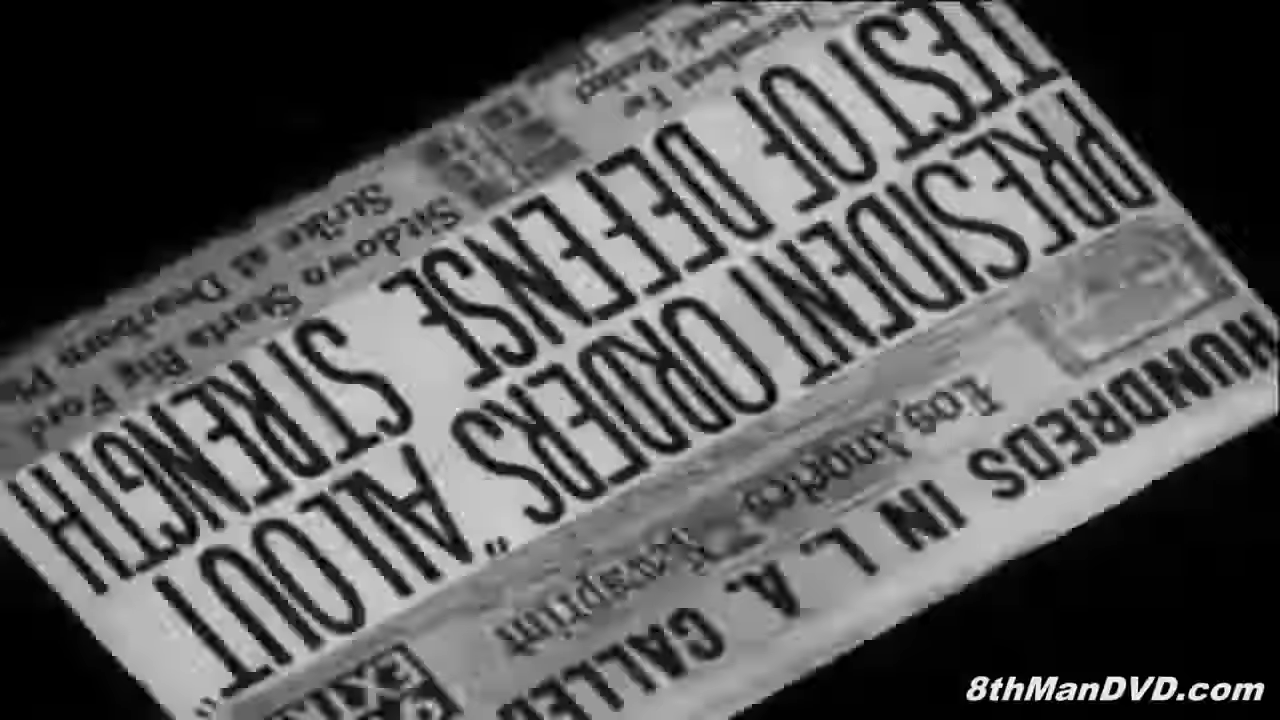 HUNDREDS IN L. A. CALLED
Los Angeles
PRESIDENT ORDERS "ALL OUT"
TEST OF DEFENSE STRENGTH
Sitdown Starts Big Ford
Strike at Dearborn
8thManDVD.com